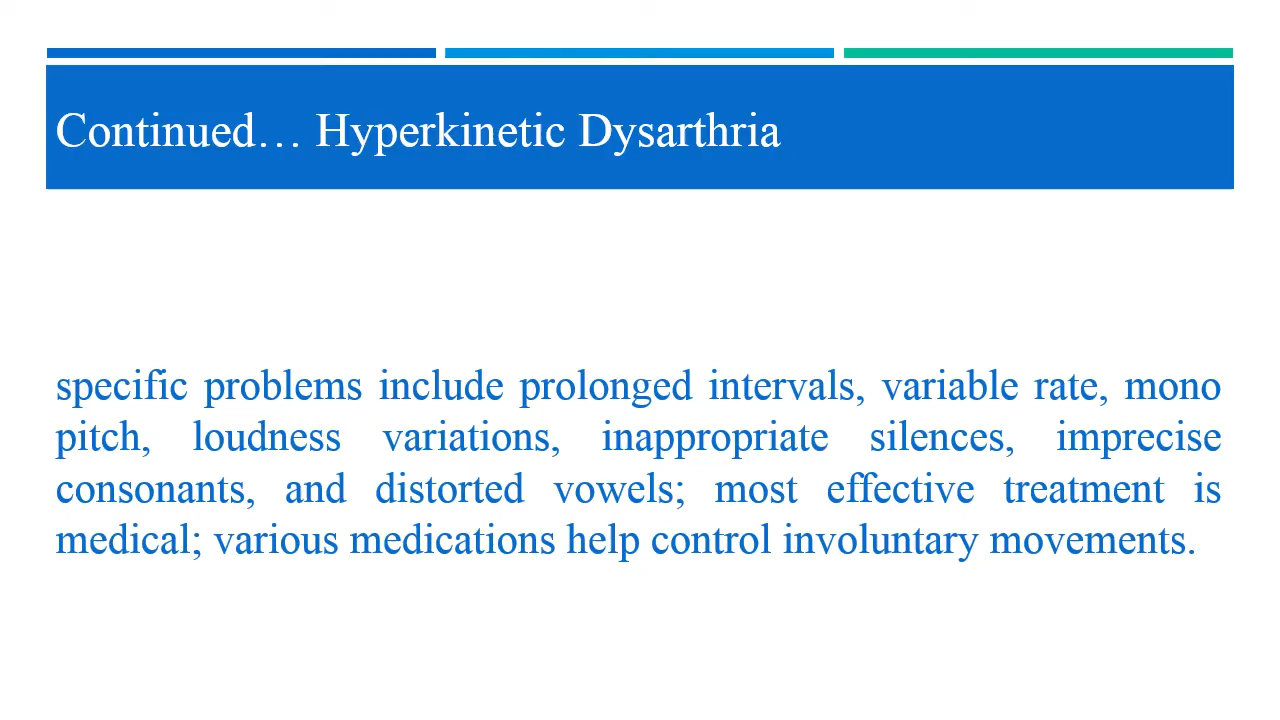 Continued… Hyperkinetic Dysarthria
specific problems include prolonged intervals, variable rate, mono
pitch, loudness variations, inappropriate silences, imprecise
consonants, and distorted vowels; most effective treatment is
medical; various medications help control involuntary movements.